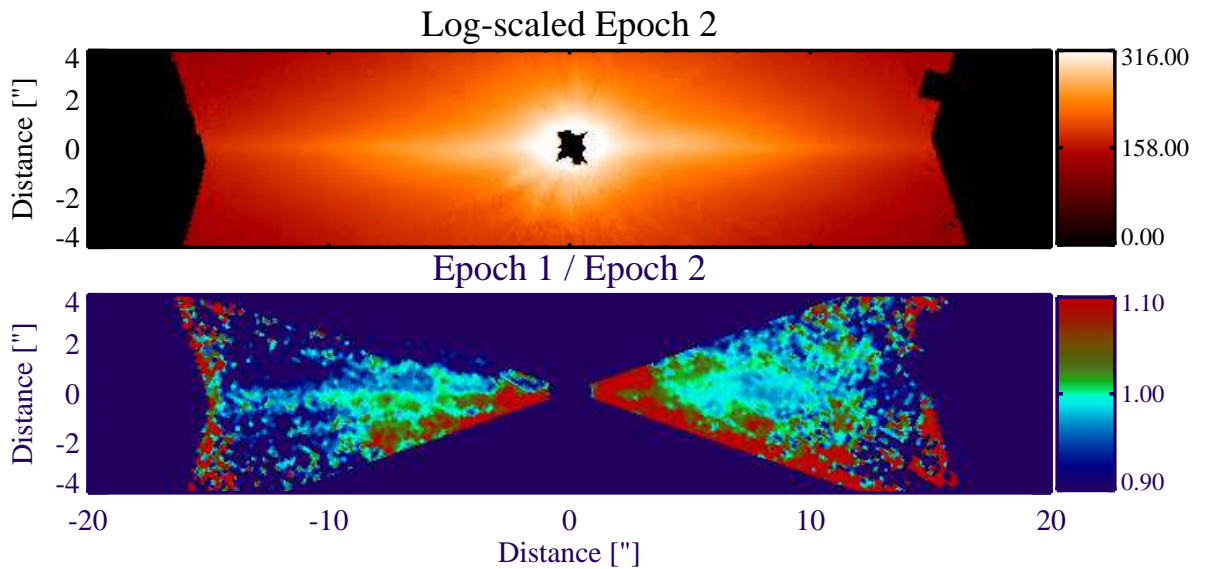 Log-scaled Epoch 2
Distance ["]
4
2
0
-2
-4
316.00
158.00
0.00
Epoch 1 / Epoch 2
Distance ["]
4
2
0
-2
-4
1.10
1.00
0.90
-20 -10 0 10 20
Distance ["]